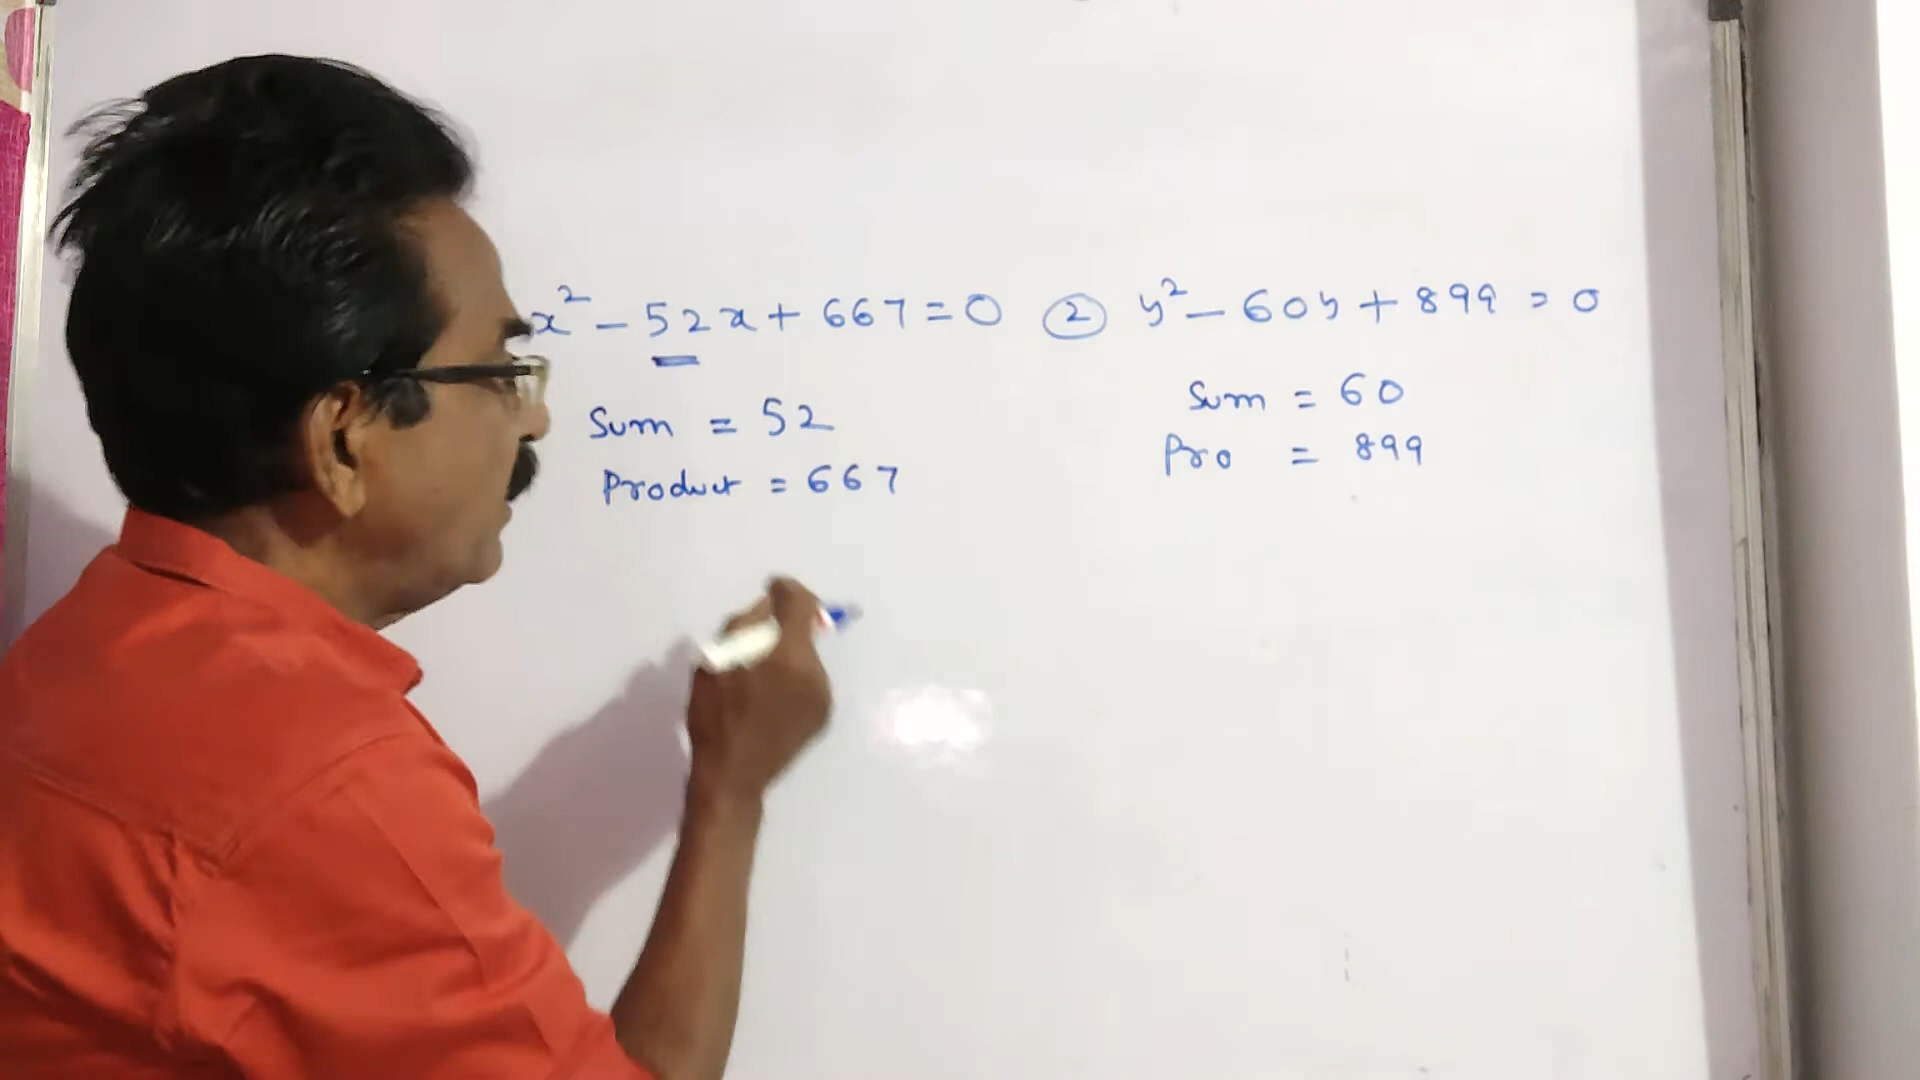 x² - 52x + 667 = 0
Sum = 52
Product = 667
② y² - 60y + 899 = 0
Sum = 60
Pro = 899